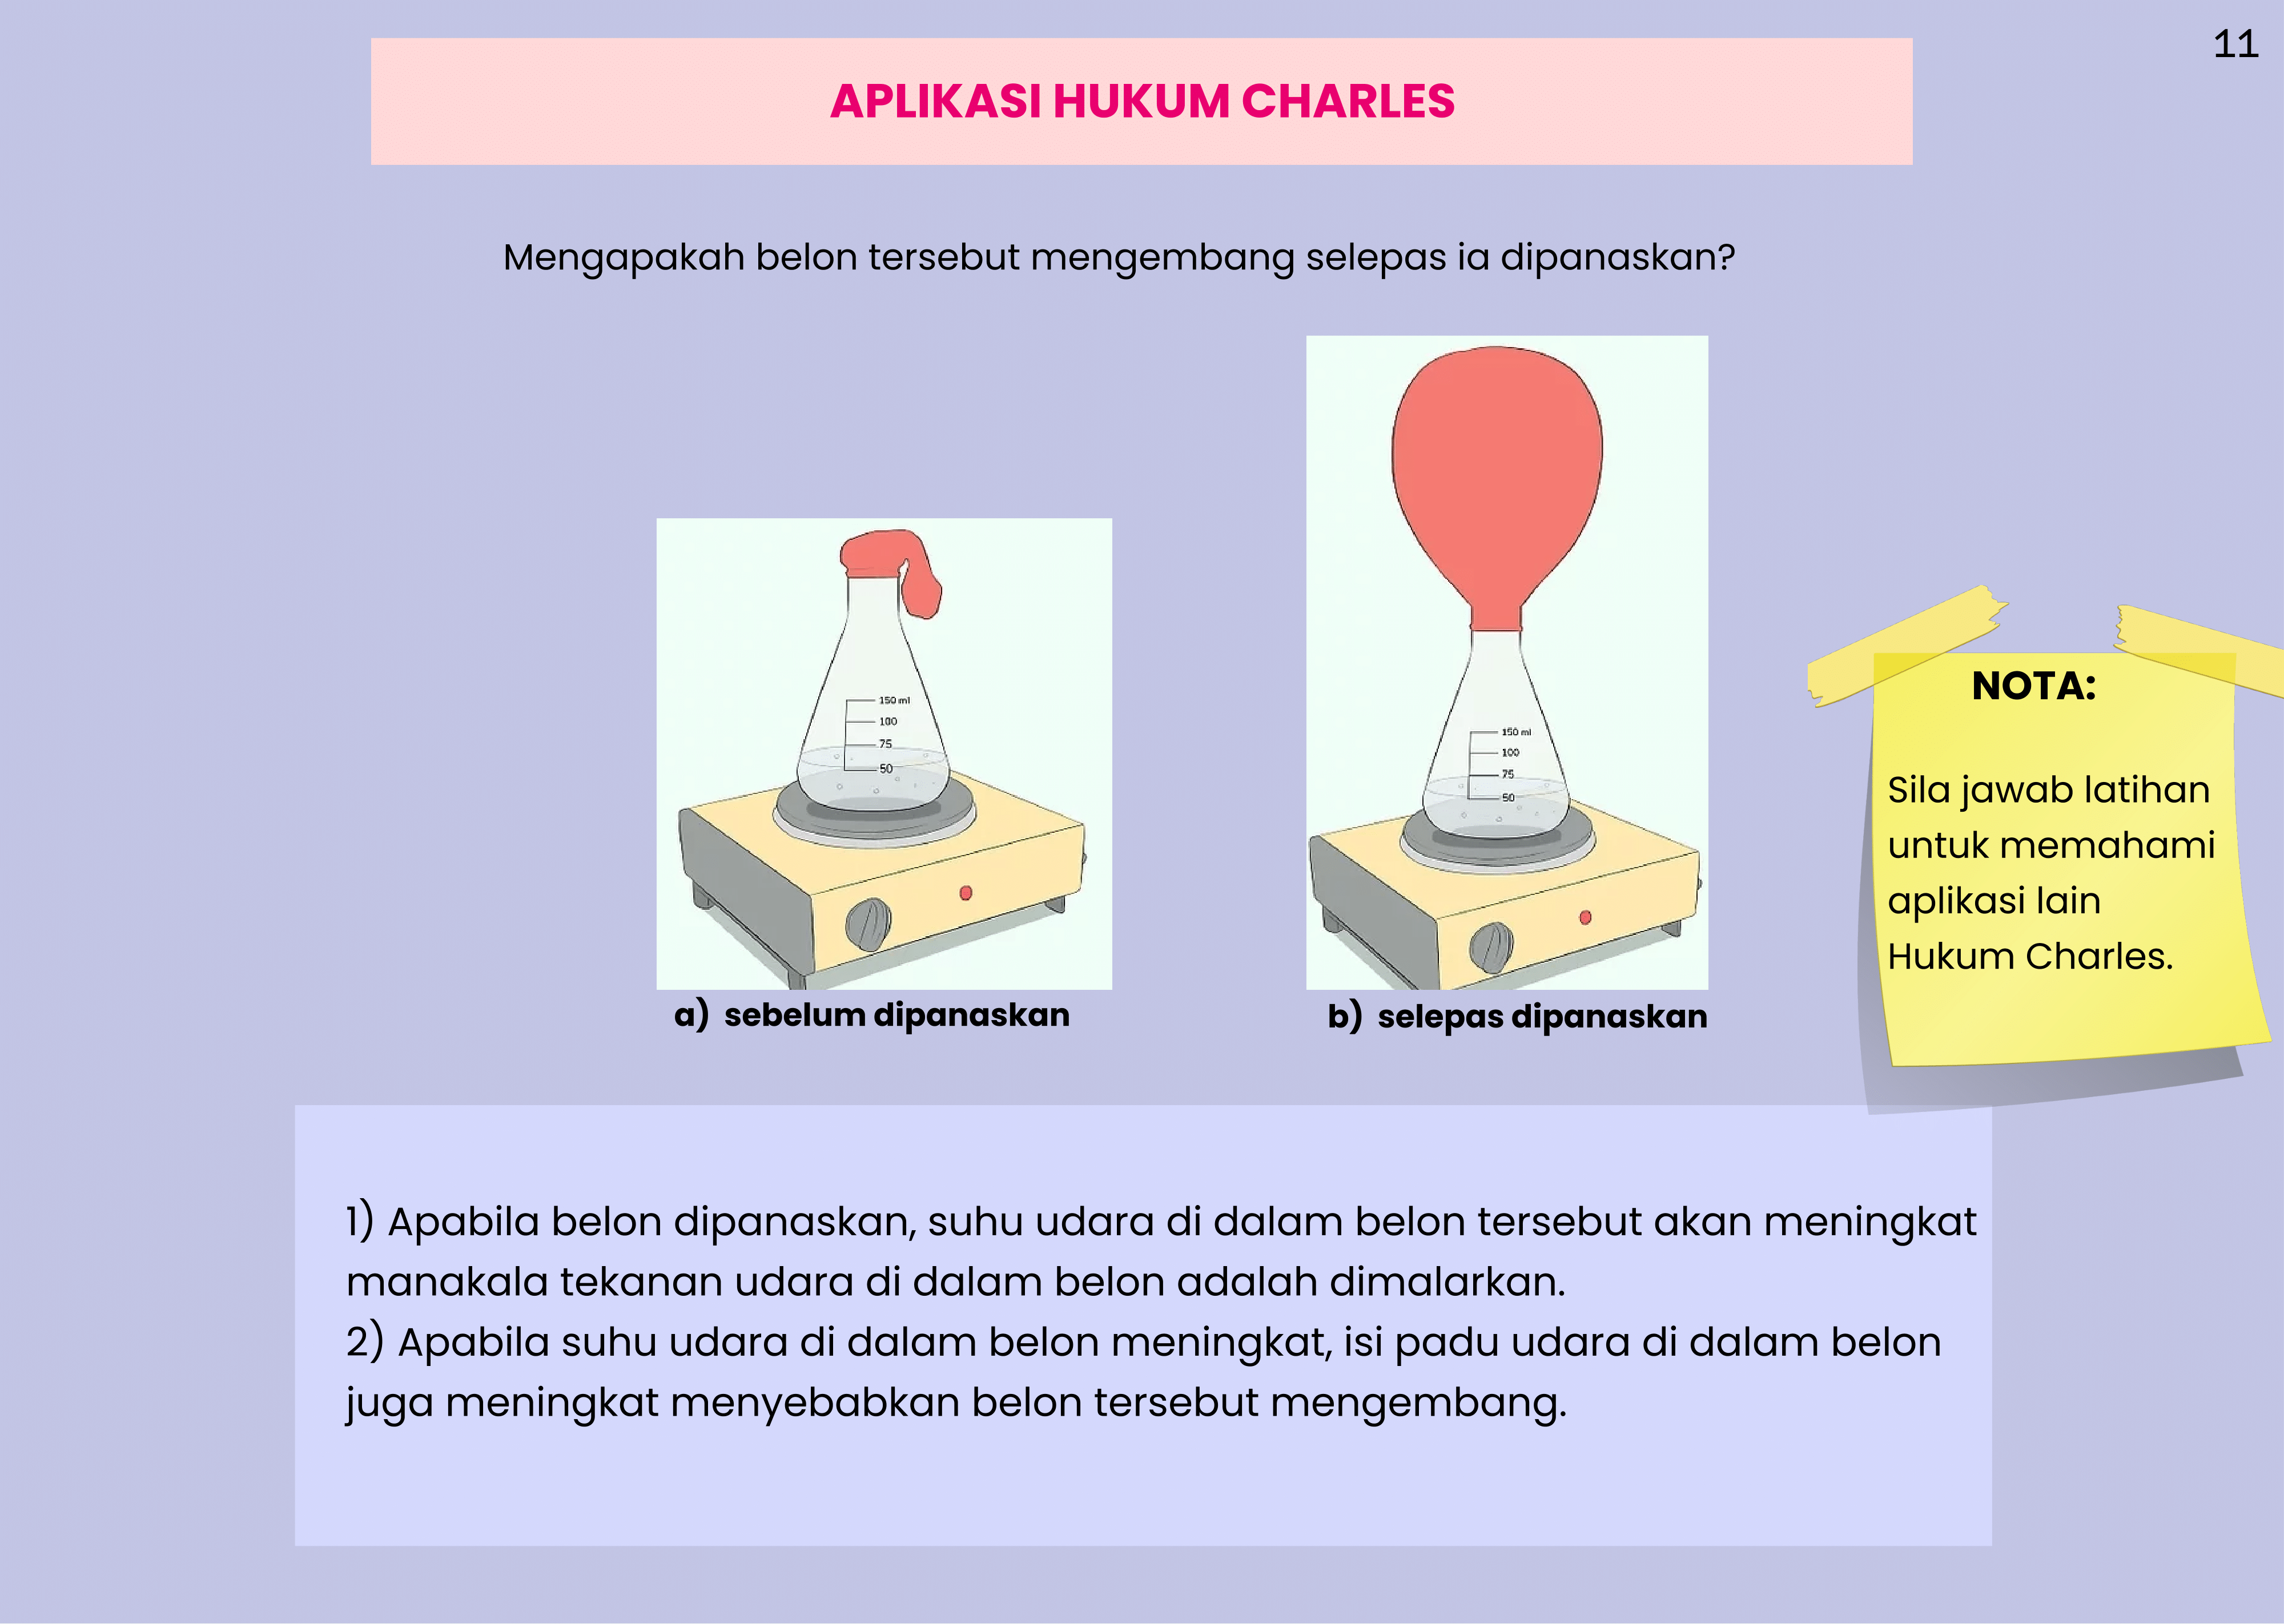 11
APLIKASI HUKUM CHARLES
Mengapakah belon tersebut mengembang selepas ia dipanaskan?
150 ml
100
75
50
a) sebelum dipanaskan
150 ml
100
75
50
b) selepas dipanaskan
NOTA:
Sila jawab latihan
untuk memahami
aplikasi lain
Hukum Charles.
1) Apabila belon dipanaskan, suhu udara di dalam belon tersebut akan meningkat
manakala tekanan udara di dalam belon adalah dimalarkan.
2) Apabila suhu udara di dalam belon meningkat, isi padu udara di dalam belon
juga meningkat menyebabkan belon tersebut mengembang.